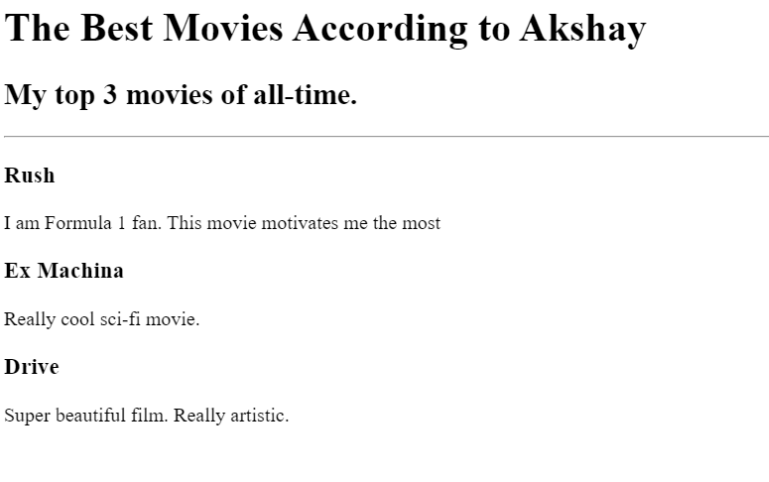 The Best Movies According to Akshay
My top 3 movies of all-time.
Rush
I am Formula 1 fan. This movie motivates me the most
Ex Machina
Really cool sci-fi movie.
Drive
Super beautiful film. Really artistic.